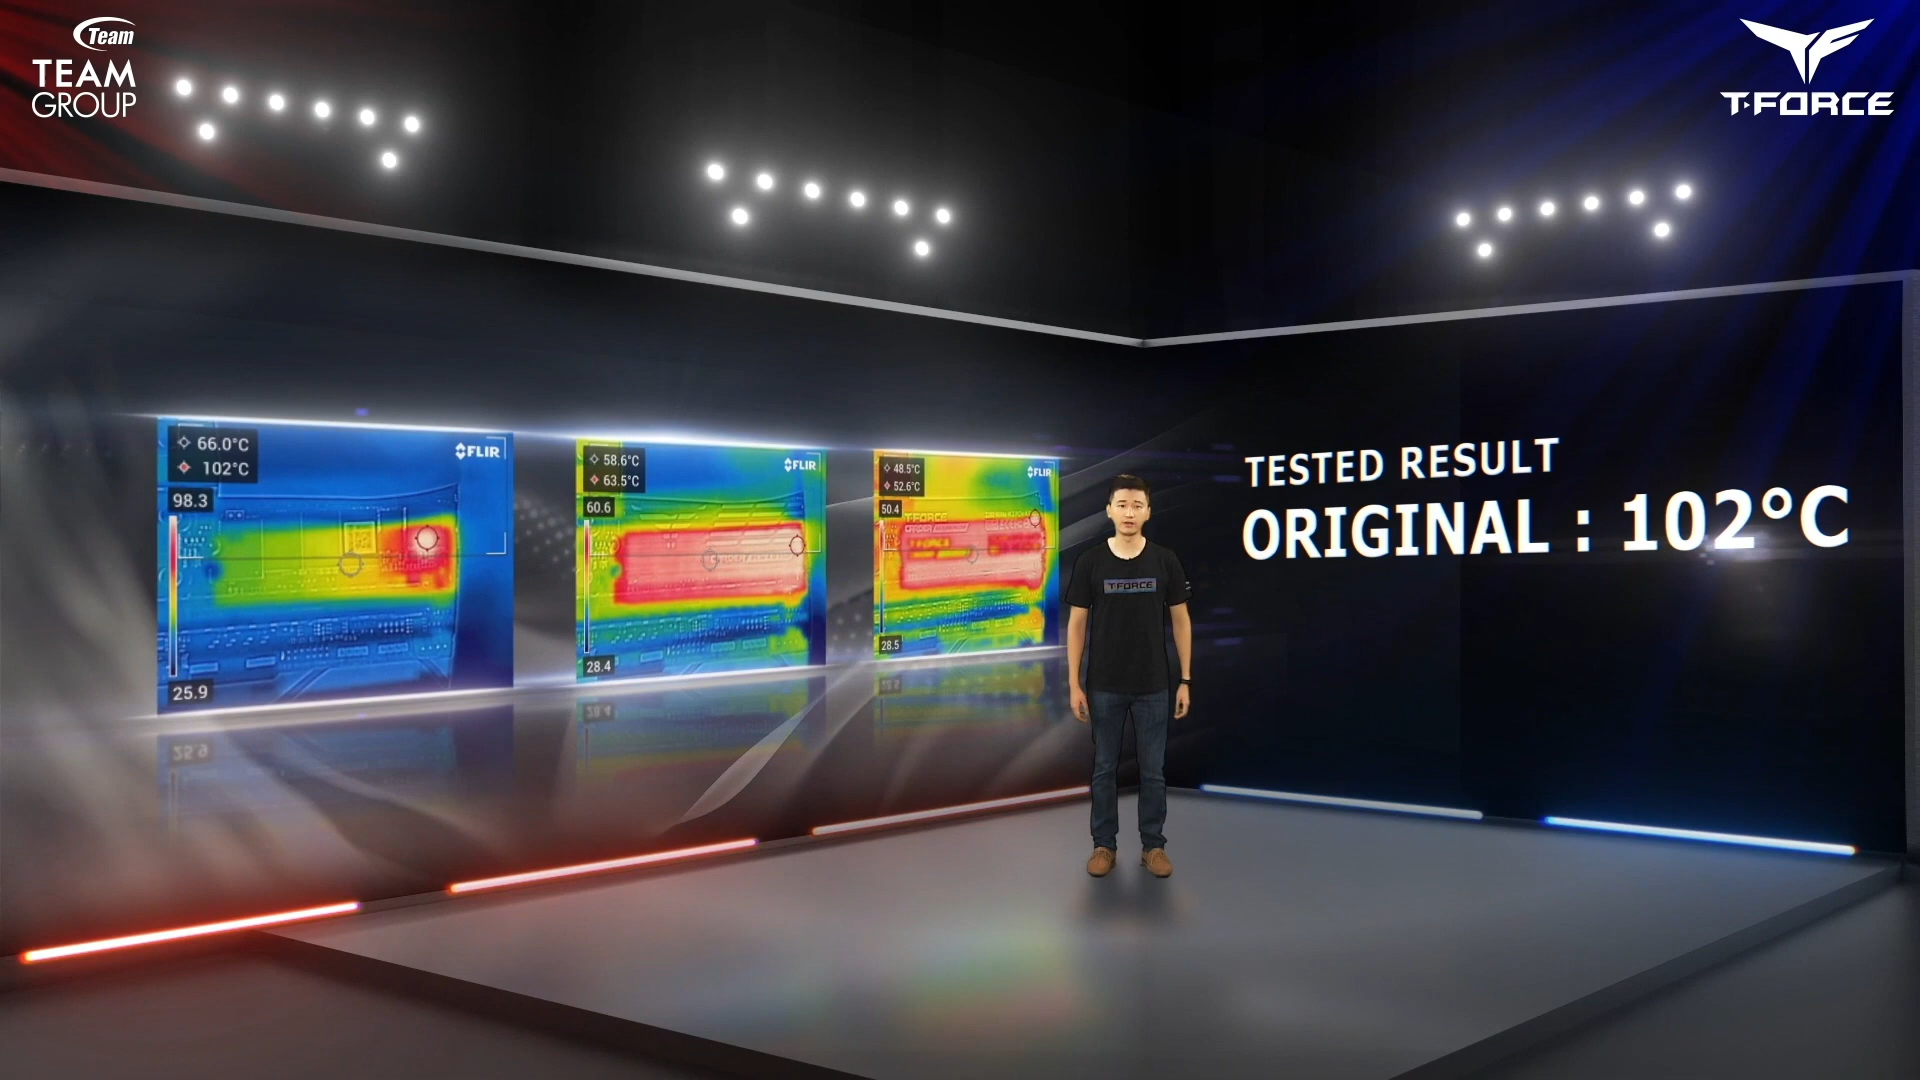 Team
TEAM
GROUP
T-FORCE
66.0°C
102°C
FLIR
98.3
25.9
58.6°C
63.5°C
FLIR
60.6
28.4
48.5°C
52.6°C
FLIR
50.4
28.5
T-FORCE
T-FORCE
TESTED RESULT
ORIGINAL : 102°C